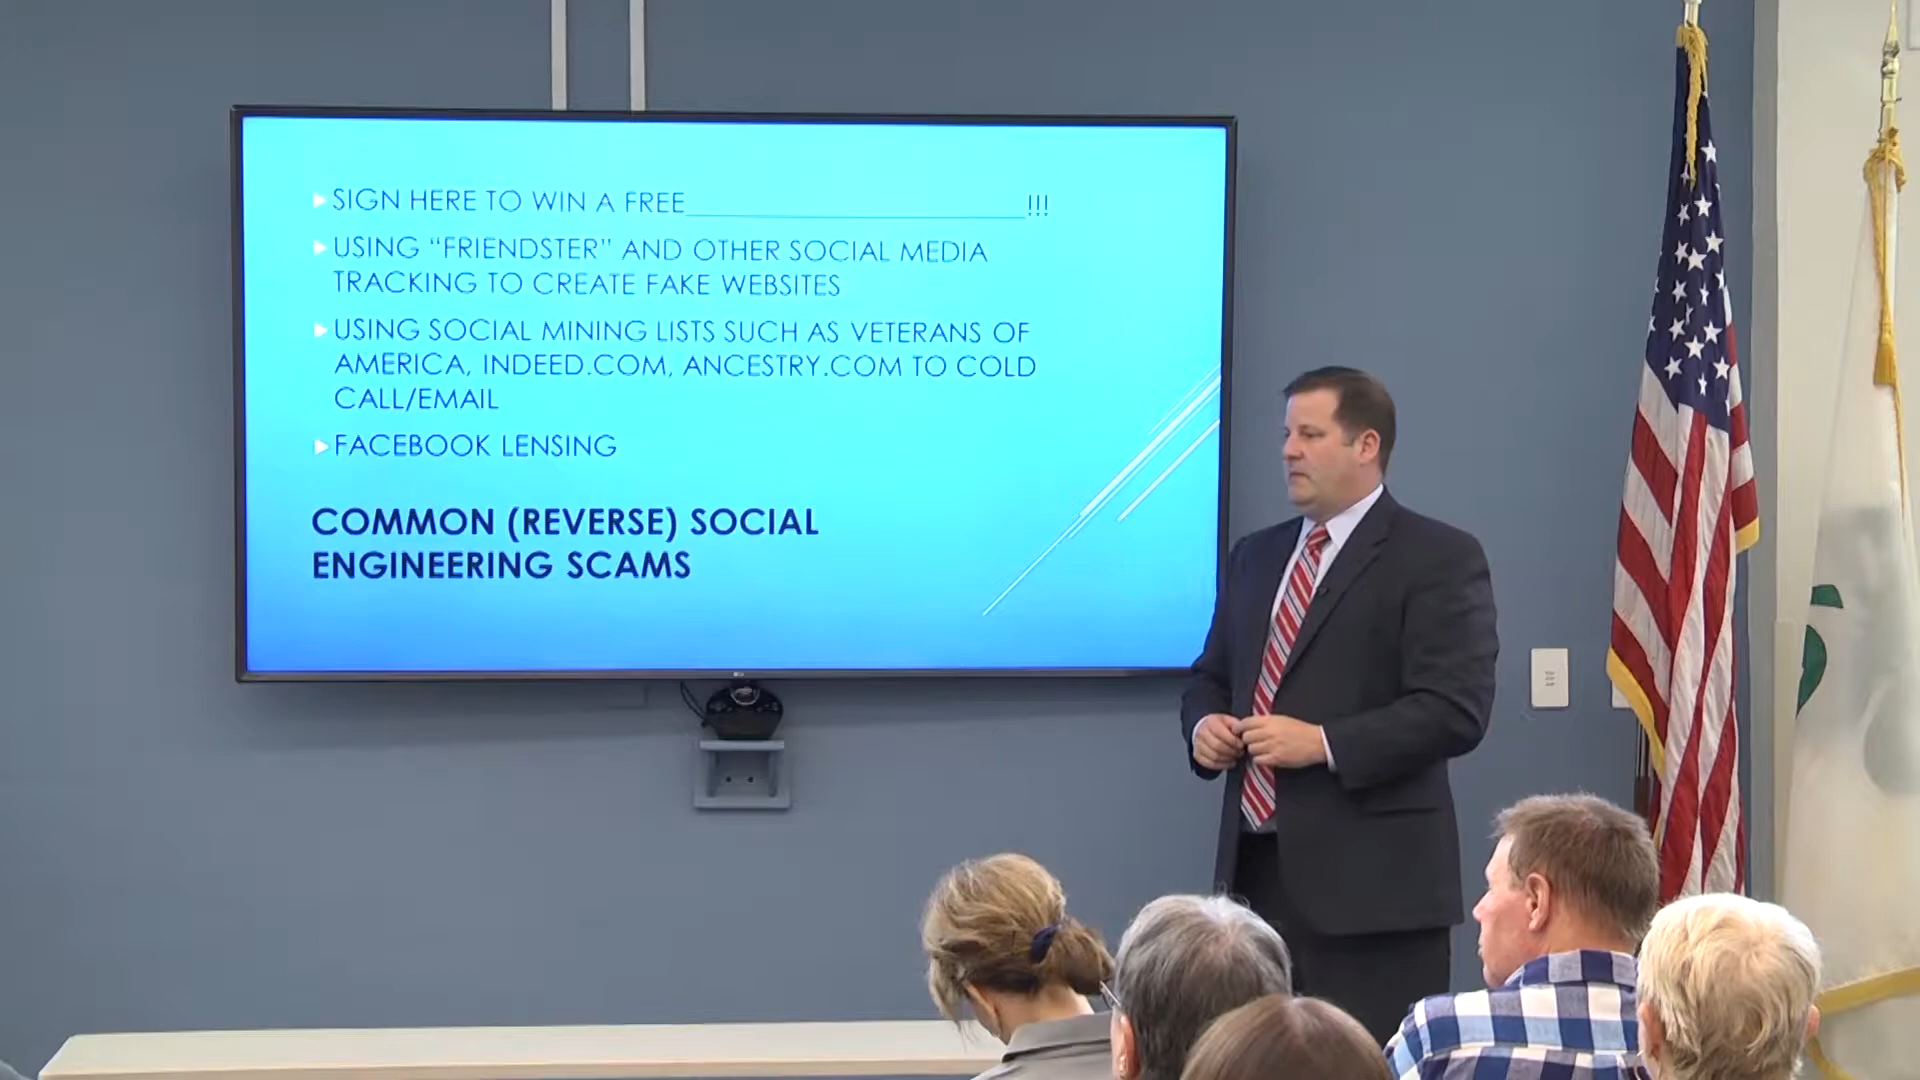 SIGN HERE TO WIN A FREE______________________!!!
USING “FRIENDSTER” AND OTHER SOCIAL MEDIA
TRACKING TO CREATE FAKE WEBSITES
USING SOCIAL MINING LISTS SUCH AS VETERANS OF
AMERICA, INDEED.COM, ANCESTRY.COM TO COLD
CALL/EMAIL
FACEBOOK LENSING
COMMON (REVERSE) SOCIAL
ENGINEERING SCAMS